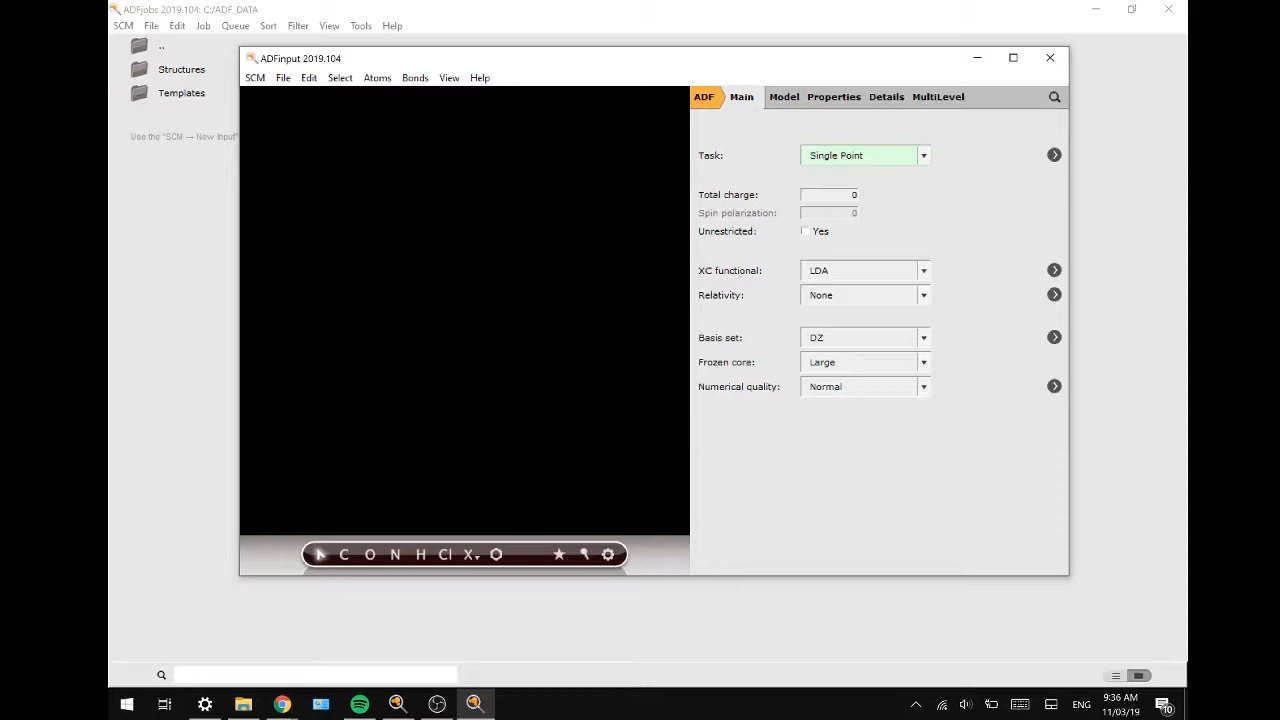 ADFjobs 2019.104: C:/ADF_DATA
SCM File Edit Job Queue Sort Filter View Tools Help
..
Structures
Templates
Use the "SCM → New Input"
ADFinput 2019.104
SCM File Edit Select Atoms Bonds View Help
ADF Main Model Properties Details MultiLevel
Task: Single Point
Total charge: 0
Spin polarization: 0
Unrestricted: Yes
XC functional: LDA
Relativity: None
Basis set: DZ
Frozen core: Large
Numerical quality: Normal
C O N H Cl X
ENG
9:36 AM
11/03/19
10